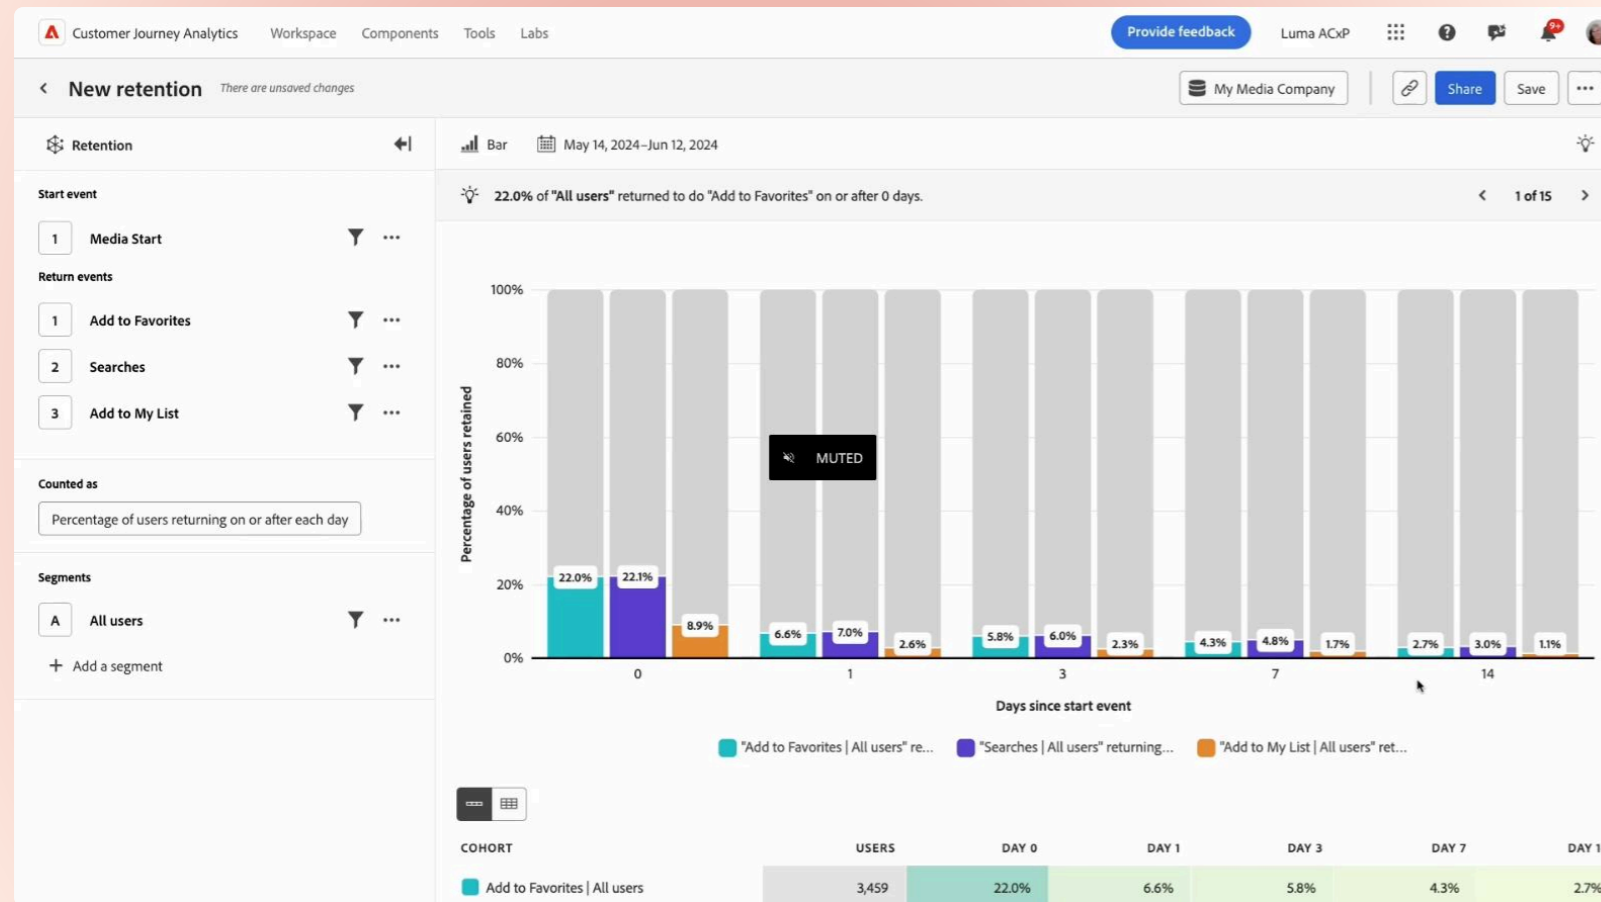 Customer Journey Analytics Workspace Components Tools Labs Provide feedback Luma ACxP 9+
New retention There are unsaved changes My Media Company Share Save
Retention
Start event
1 Media Start
Return events
1 Add to Favorites
2 Searches
3 Add to My List
Counted as
Percentage of users returning on or after each day
Segments
A All users
Add a segment
Bar May 14, 2024–Jun 12, 2024
22.0% of "All users" returned to do "Add to Favorites" on or after 0 days. 1 of 15
Percentage of users retained
100%
80%
60%
40%
20%
0%
MUTED
22.0% 22.1% 8.9% 6.6% 7.0% 2.6% 5.8% 6.0% 2.3% 4.3% 4.8% 1.7% 2.7% 3.0% 1.1%
0 1 3 7 14
Days since start event
"Add to Favorites | All users" re... "Searches | All users" returning... "Add to My List | All users" ret...
COHORT USERS DAY 0 DAY 1 DAY 3 DAY 7 DAY 1
Add to Favorites | All users 3,459 22.0% 6.6% 5.8% 4.3% 2.7%